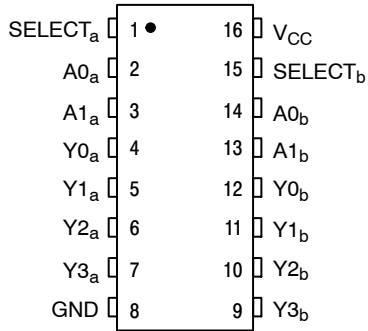 SELECTa 1 16 VCC
A0a 2 15 SELECTb
A1a 3 14 A0b
Y0a 4 13 A1b
Y1a 5 12 Y0b
Y2a 6 11 Y1b
Y3a 7 10 Y2b
GND 8 9 Y3b